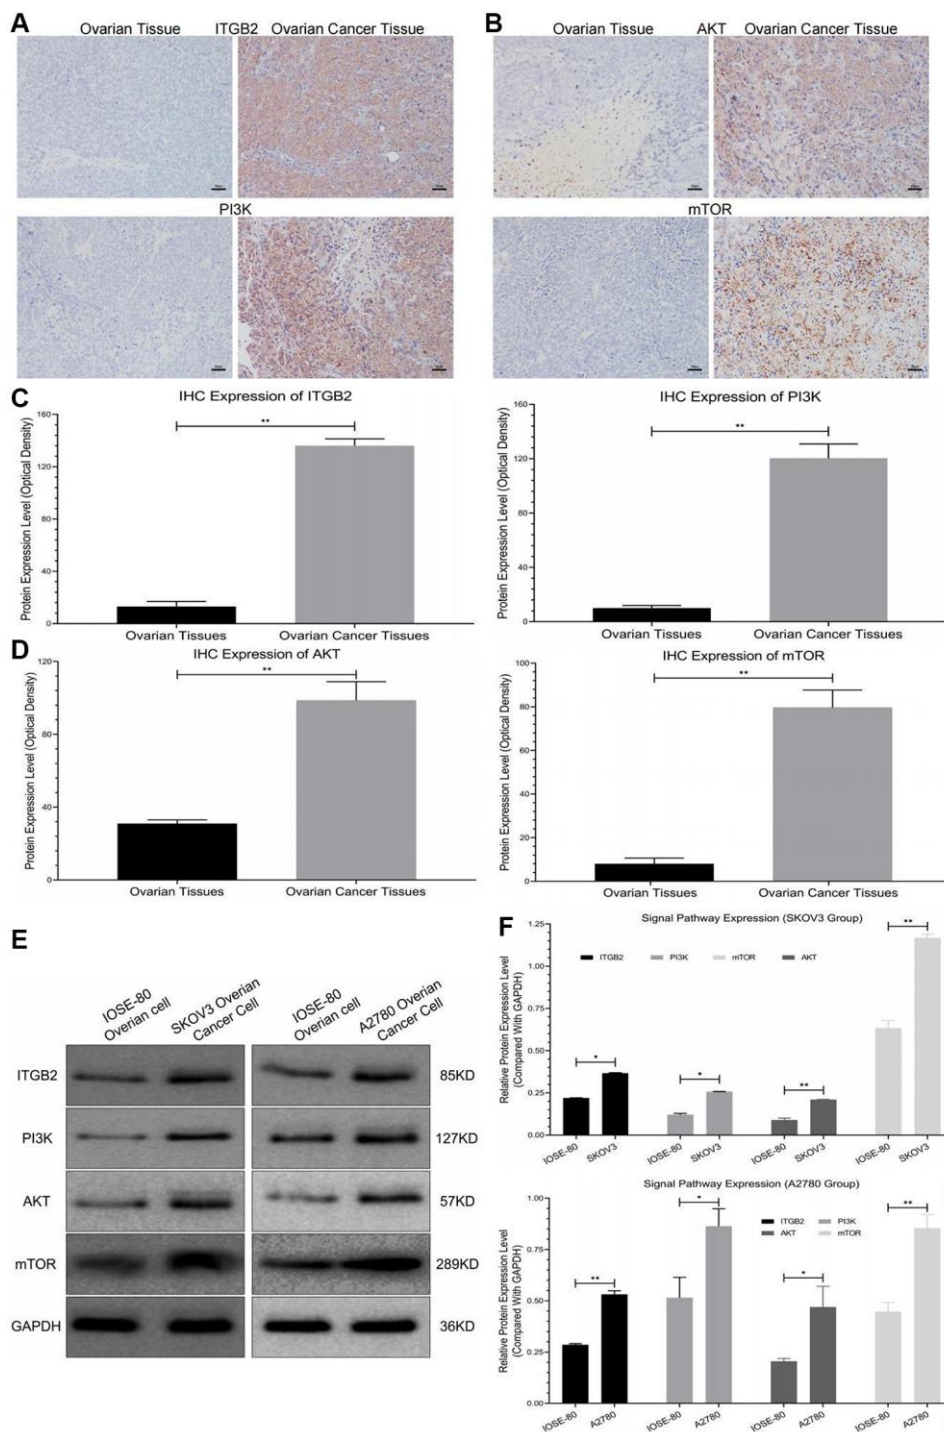 A
B
Ovarian Tissue ITGB2 Ovarian Cancer Tissue
Ovarian Tissue AKT Ovarian Cancer Tissue
PI3K
mTOR
C
IHC Expression of ITGB2
Protein Expression Level (Optical Density)
160
120
80
40
0
**
Ovarian Tissues
Ovarian Cancer Tissues
IHC Expression of PI3K
Protein Expression Level (Optical Density)
160
120
80
40
0
**
Ovarian Tissues
Ovarian Cancer Tissues
D
IHC Expression of AKT
Protein Expression Level (Optical Density)
120
80
40
0
**
Ovarian Tissues
Ovarian Cancer Tissues
IHC Expression of mTOR
Protein Expression Level (Optical Density)
100
80
60
40
20
0
**
Ovarian Tissues
Ovarian Cancer Tissues
E
IOSE-80
Overian cell
SKOV3 Overian
Cancer Cell
IOSE-80
Overian cell
A2780 Overian
Cancer Cell
ITGB2 85KD
PI3K 127KD
AKT 57KD
mTOR 289KD
GAPDH 36KD
F
Signal Pathway Expression (SKOV3 Group)
Relative Protein Expression Level
(Compared With GAPDH)
1.25
1.00
0.75
0.50
0.25
0.00
ITGB2 PI3K mTOR AKT
* * ** **
IOSE-80 SKOV3 IOSE-80 SKOV3 IOSE-80 SKOV3 IOSE-80 SKOV3
Signal Pathway Expression (A2780 Group)
Relative Protein Expression Level
(Compared With GAPDH)
1.00
0.75
0.50
0.25
0.00
ITGB2 PI3K
AKT mTOR
** * * **
IOSE-80 A2780 IOSE-80 A2780 IOSE-80 A2780 IOSE-80 A2780